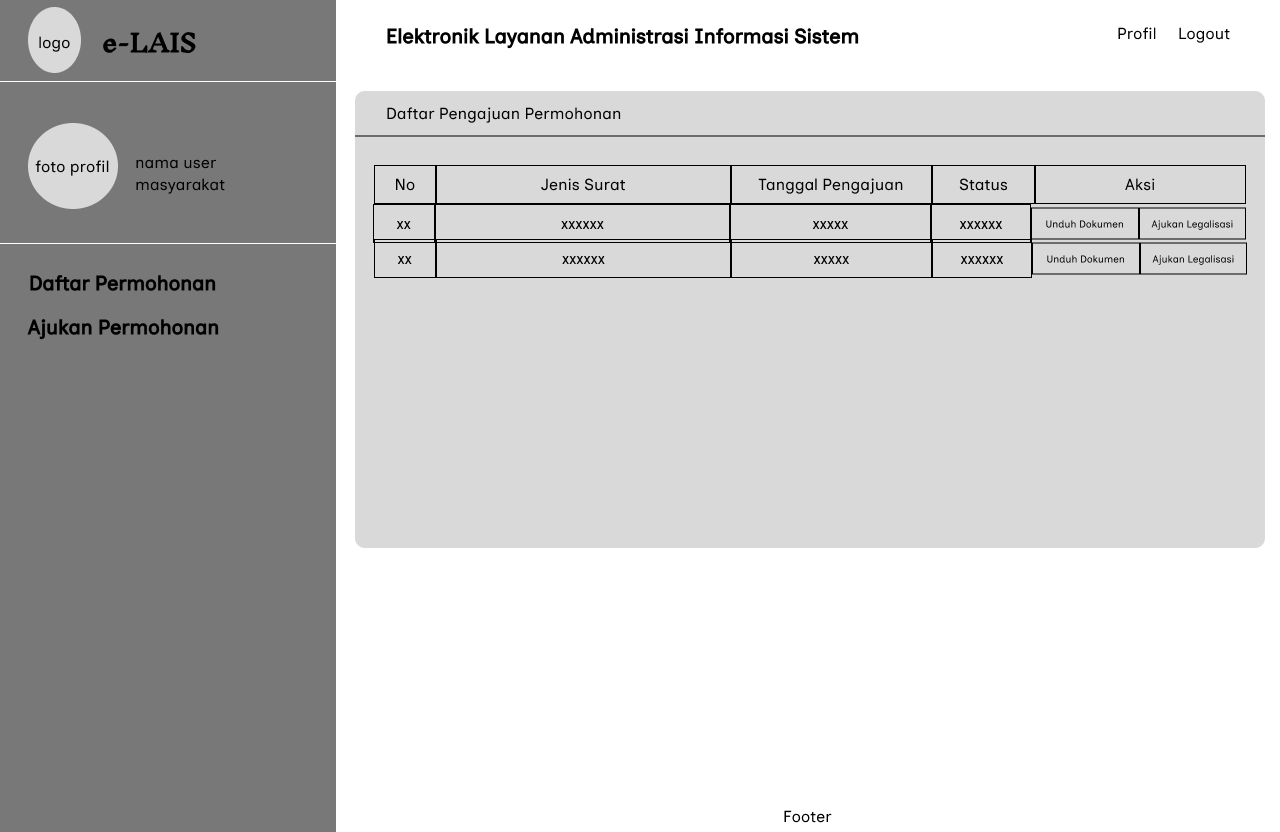 logo
e-LAIS
Elektronik Layanan Administrasi Informasi Sistem
Profil Logout
foto profil
nama user
masyarakat
Daftar Permohonan
Ajukan Permohonan
Daftar Pengajuan Permohonan
No Jenis Surat Tanggal Pengajuan Status Aksi
xx xxxxxx xxxxx xxxxxx Unduh Dokumen Ajukan Legalisasi
xx xxxxxx xxxxx xxxxxx Unduh Dokumen Ajukan Legalisasi
Footer